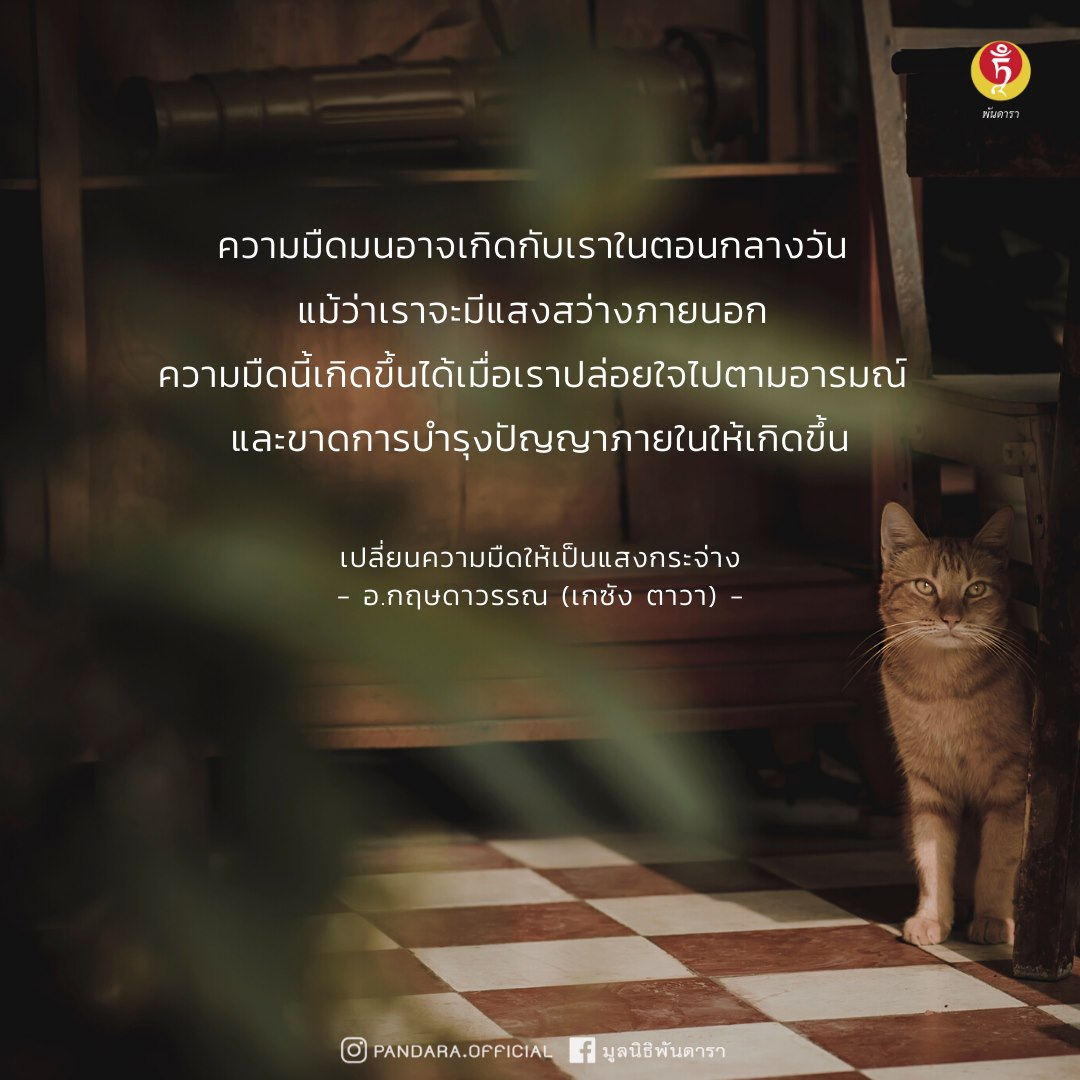 พันดารา
ความมืดมนอาจเกิดกับเราในตอนกลางวัน
แม้ว่าเราจะมีแสงสว่างภายนอก
ความมืดนี้เกิดขึ้นได้เมื่อเราปล่อยใจไปตามอารมณ์
และขาดการบำรุงปัญญาภายในให้เกิดขึ้น
เปลี่ยนความมืดให้เป็นแสงกระจ่าง
- อ.กฤษดาวรรณ (เกซัง ตาวา) -
PANDARA.OFFICIAL มูลนิธิพันดารา